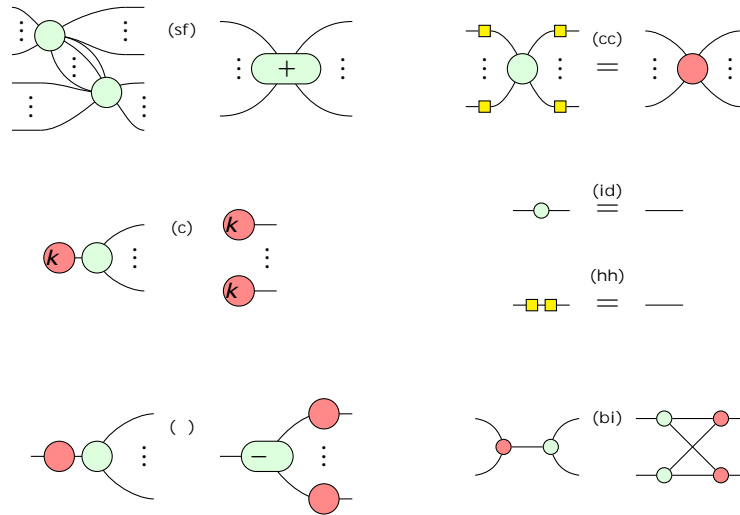 (sf)
+
(cc)
=
k
(c)
k
k
(id)
=
(hh)
=
( )
−
(bi)